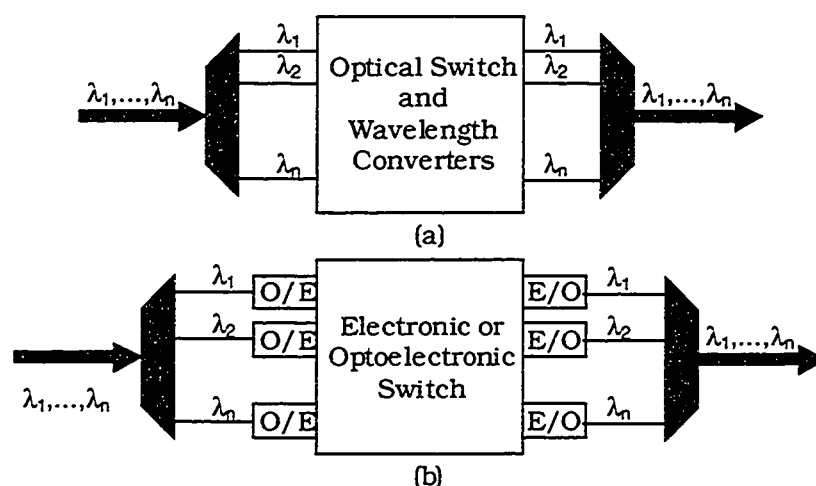 λ1 λ1
λ2 λ2
λ1,...,λn λ1,...,λn
Optical Switch
and
Wavelength
Converters
λn λn
(a)
λ1 O/E E/O λ1
λ2 O/E E/O λ2
Electronic or
Optoelectronic
Switch
λ1,...,λn
λ1,...,λn
λn O/E E/O λn
(b)